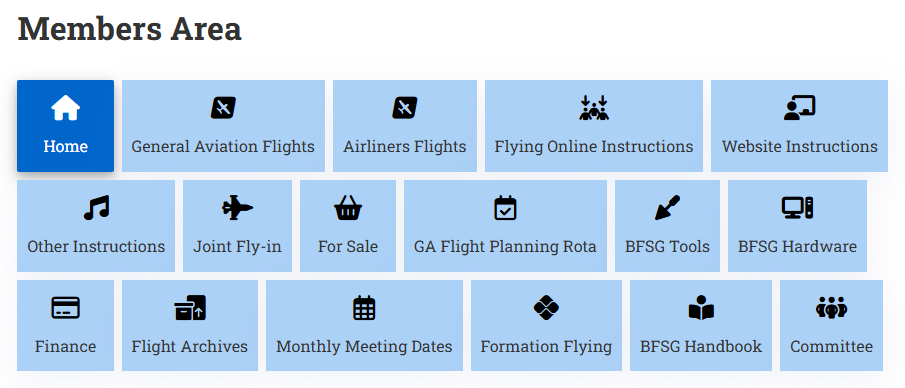 Members Area
Home
General Aviation Flights
Airliners Flights
Flying Online Instructions
Website Instructions
Other Instructions
Joint Fly-in
For Sale
GA Flight Planning Rota
BFSG Tools
BFSG Hardware
Finance
Flight Archives
Monthly Meeting Dates
Formation Flying
BFSG Handbook
Committee